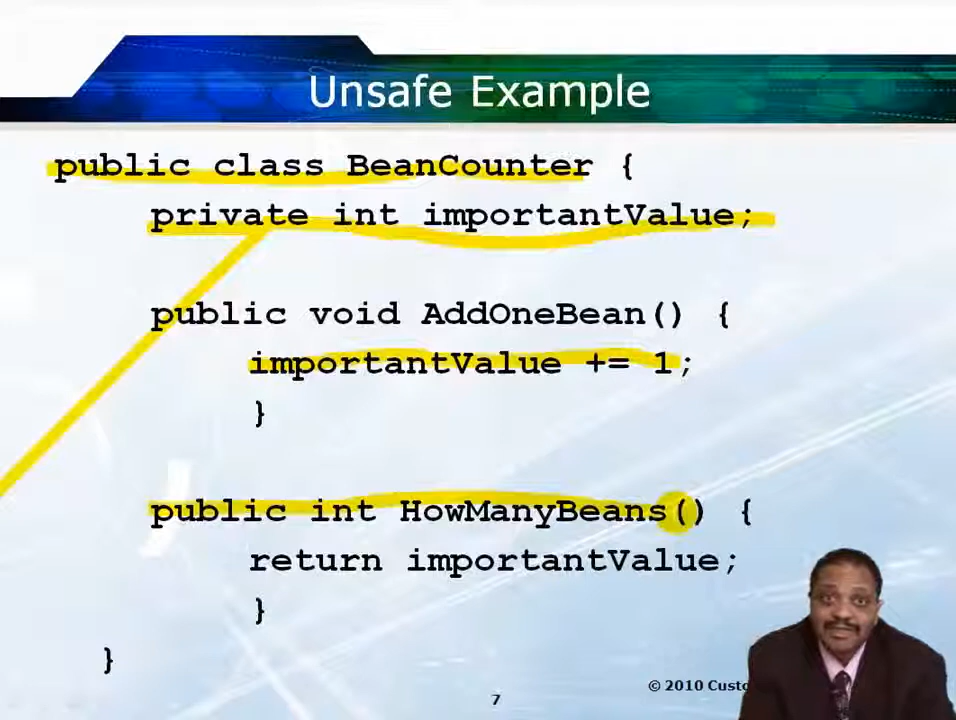 Unsafe Example
public class BeanCounter {
private int importantValue;
public void AddOneBean() {
importantValue += 1;
}
public int HowManyBeans() {
return importantValue;
}
}
© 2010
7